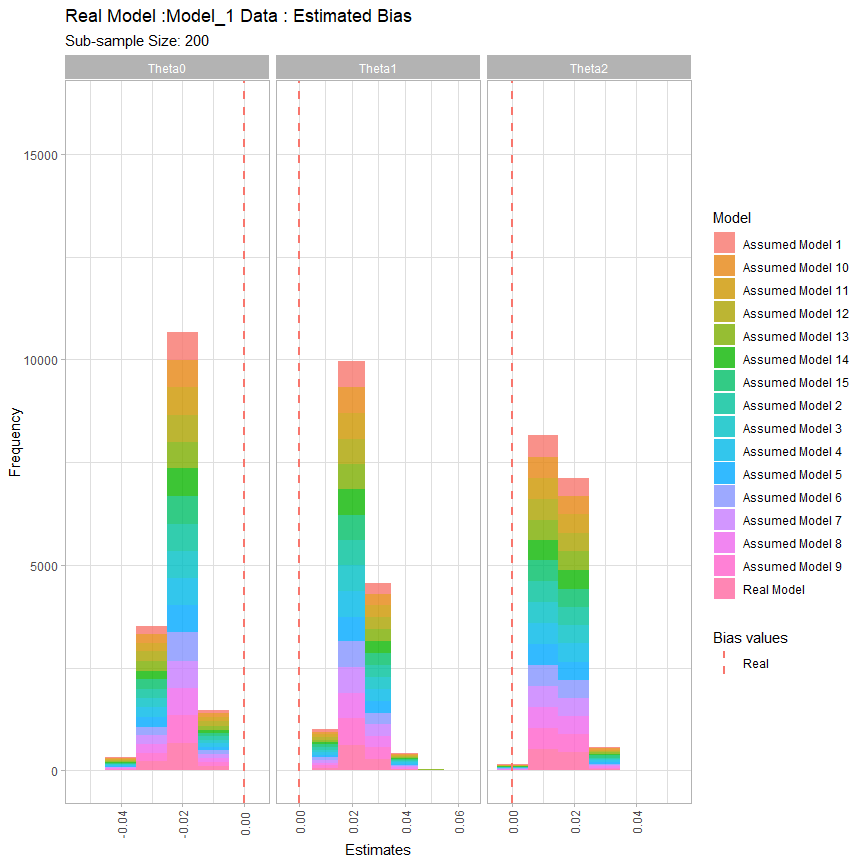 Real Model :Model_1 Data : Estimated Bias
Sub-sample Size: 200
Theta0
Theta1
Theta2
15000
10000
5000
0
Frequency
-0.04
-0.02
0.00
0.00
0.02
0.04
0.06
0.00
0.02
0.04
Estimates
Model
Assumed Model 1
Assumed Model 10
Assumed Model 11
Assumed Model 12
Assumed Model 13
Assumed Model 14
Assumed Model 15
Assumed Model 2
Assumed Model 3
Assumed Model 4
Assumed Model 5
Assumed Model 6
Assumed Model 7
Assumed Model 8
Assumed Model 9
Real Model
Bias values
Real